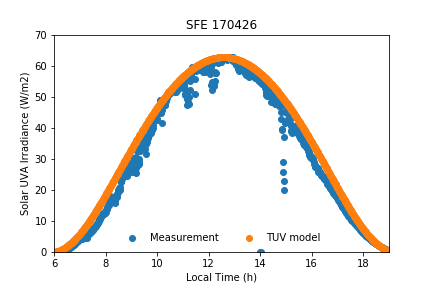 SFE 170426
Solar UVA Irradiance (W/m2)
70
60
50
40
30
20
10
0
Measurement
TUV model
6 8 10 12 14 16 18
Local Time (h)